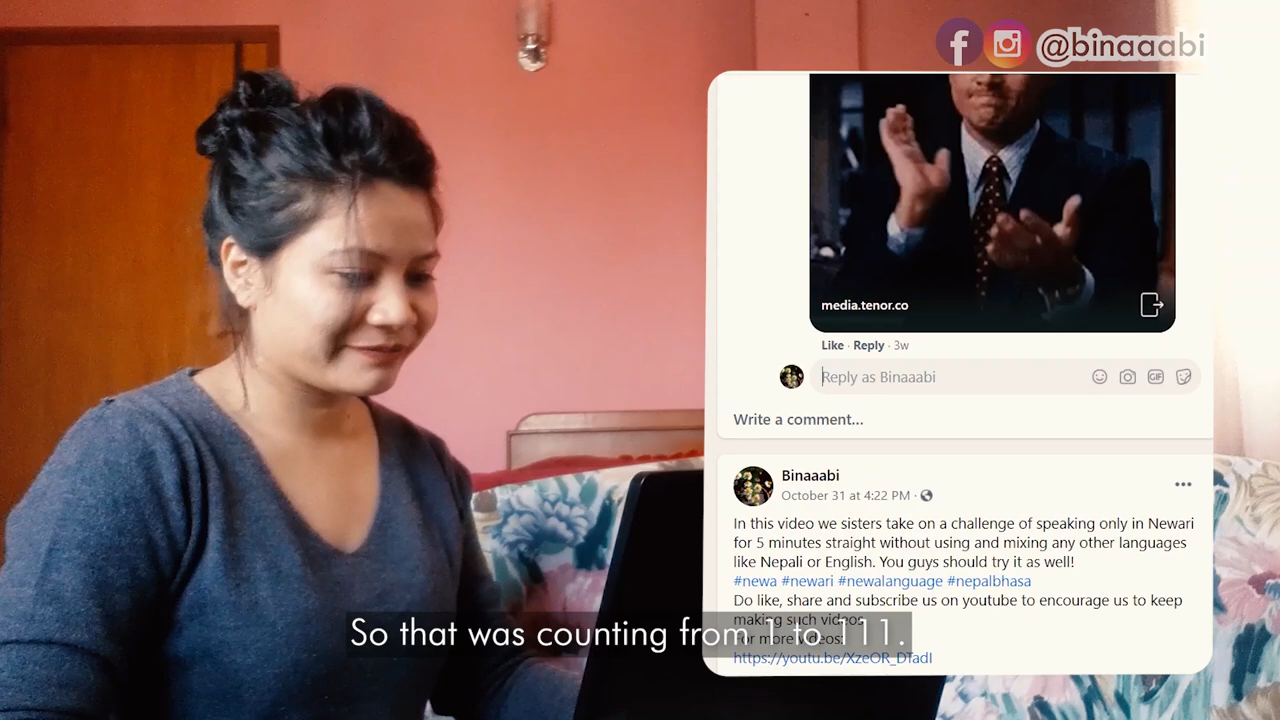 @binaaabi
media.tenor.co
Like · Reply · 3w
Reply as Binaaabi
GIF
Write a comment...
Binaaabi
October 31 at 4:22 PM ·
In this video we sisters take on a challenge of speaking only in Newari
for 5 minutes straight without using and mixing any other languages
like Nepali or English. You guys should try it as well!
#newa #newari #newalanguage #nepalbhasa
Do like, share and subscribe us on youtube to encourage us to keep
making such videos.
For more videos:
So that was counting from 1 to 111.
https://youtu.be/XzeOR_DTadI